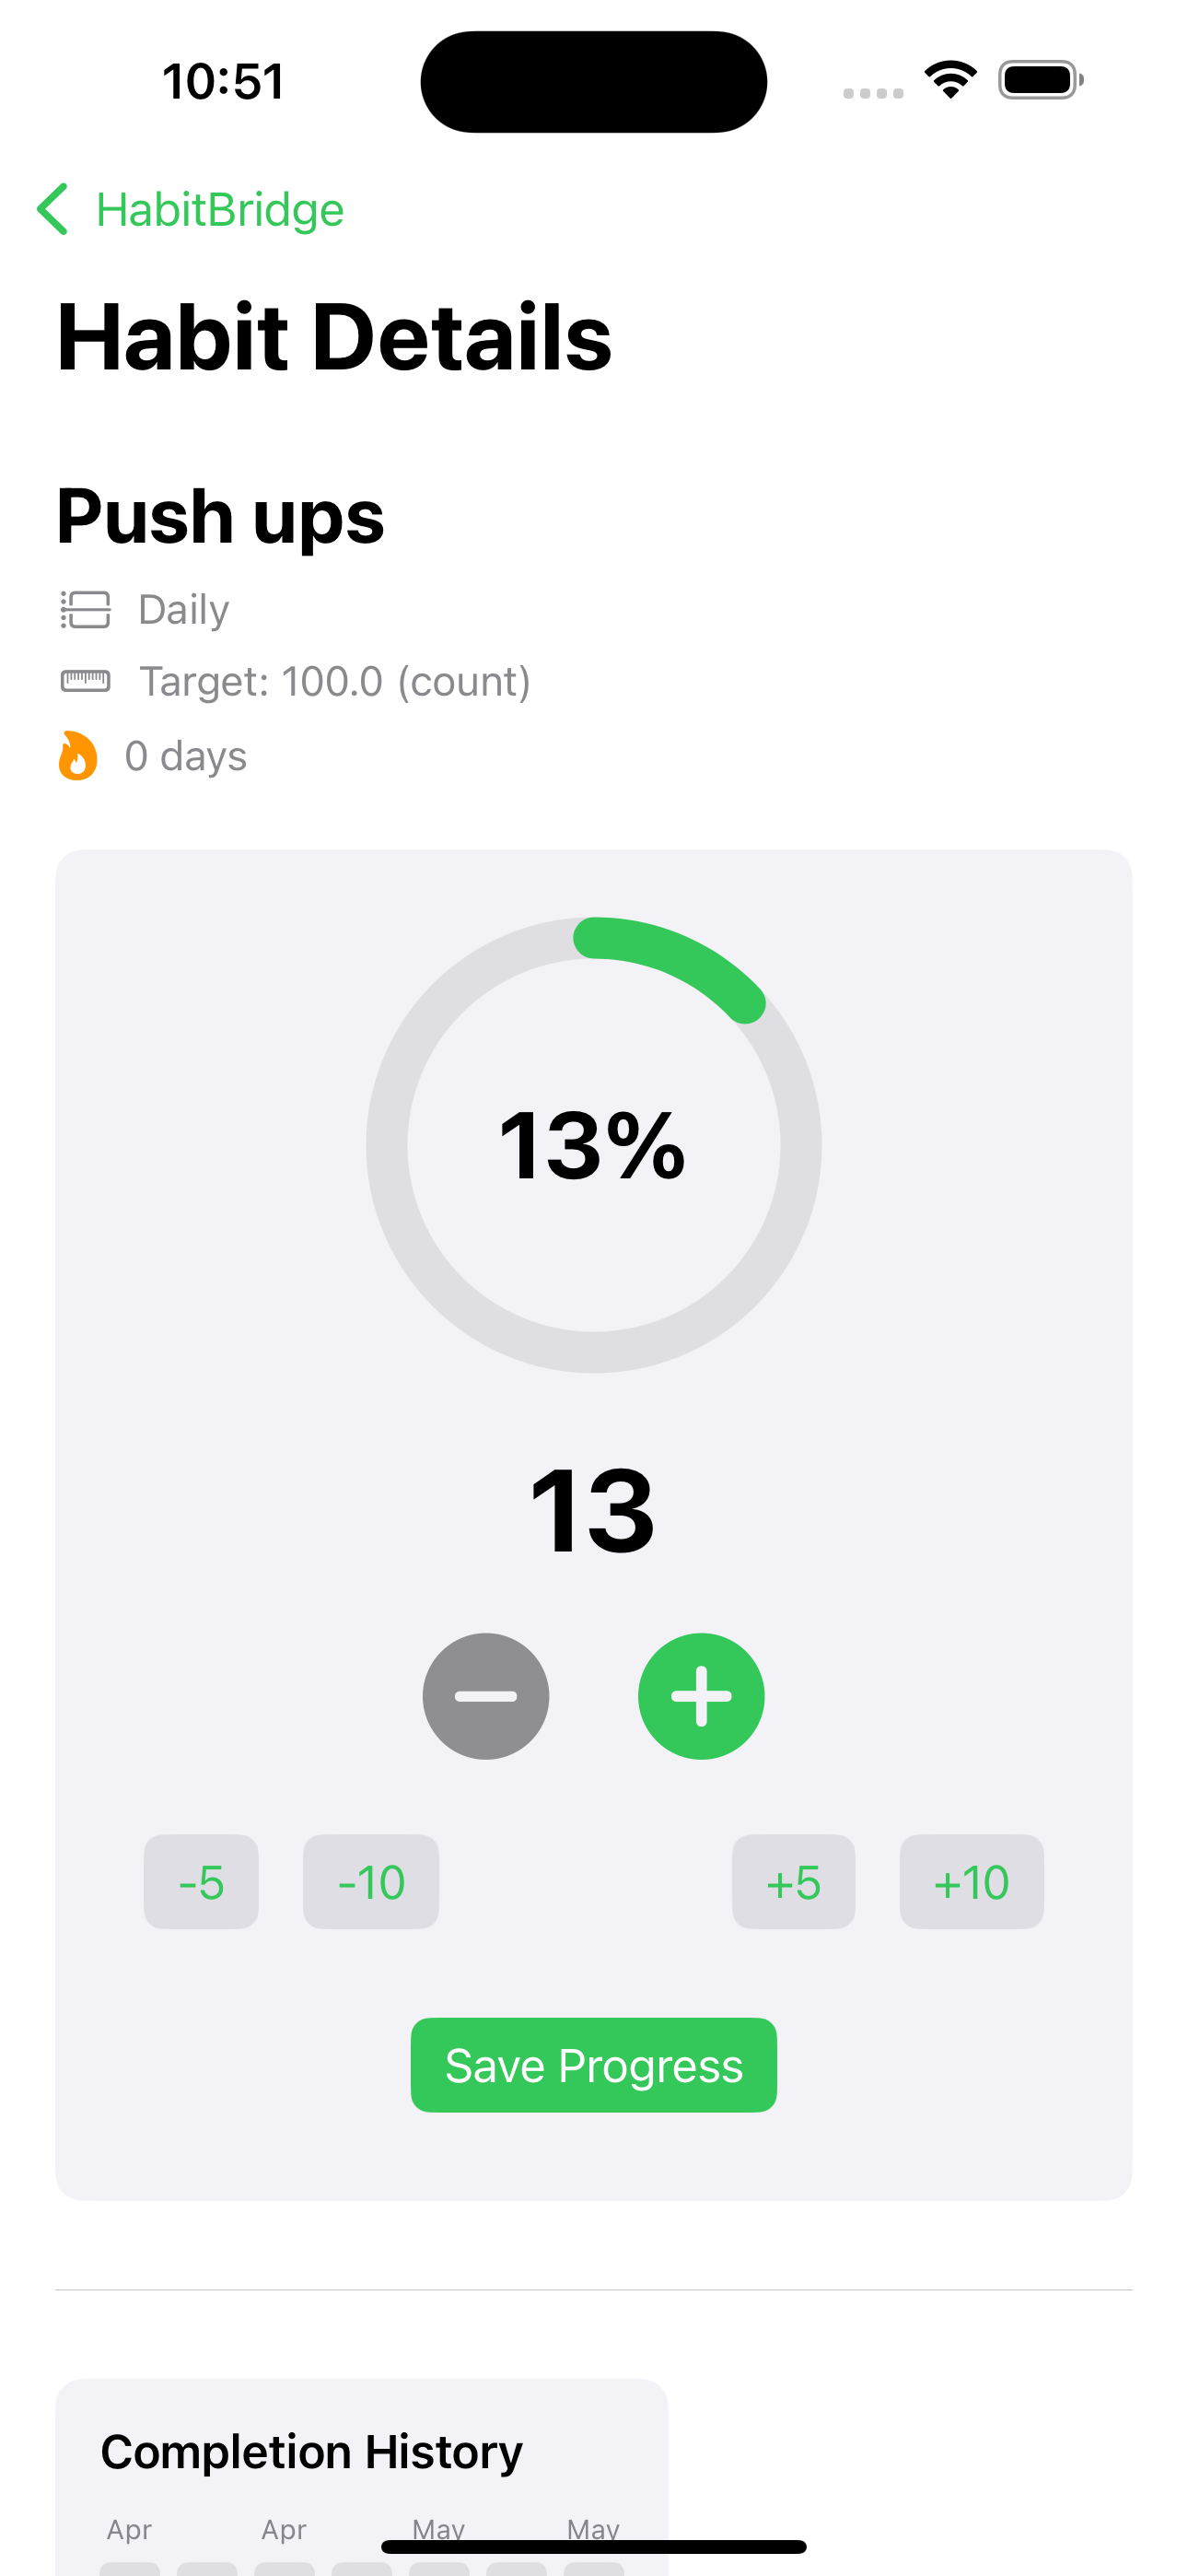 10:51
HabitBridge
Habit Details
Push ups
Daily
Target: 100.0 (count)
0 days
13%
13
-5 -10 +5 +10
Save Progress
Completion History
Apr Apr May May